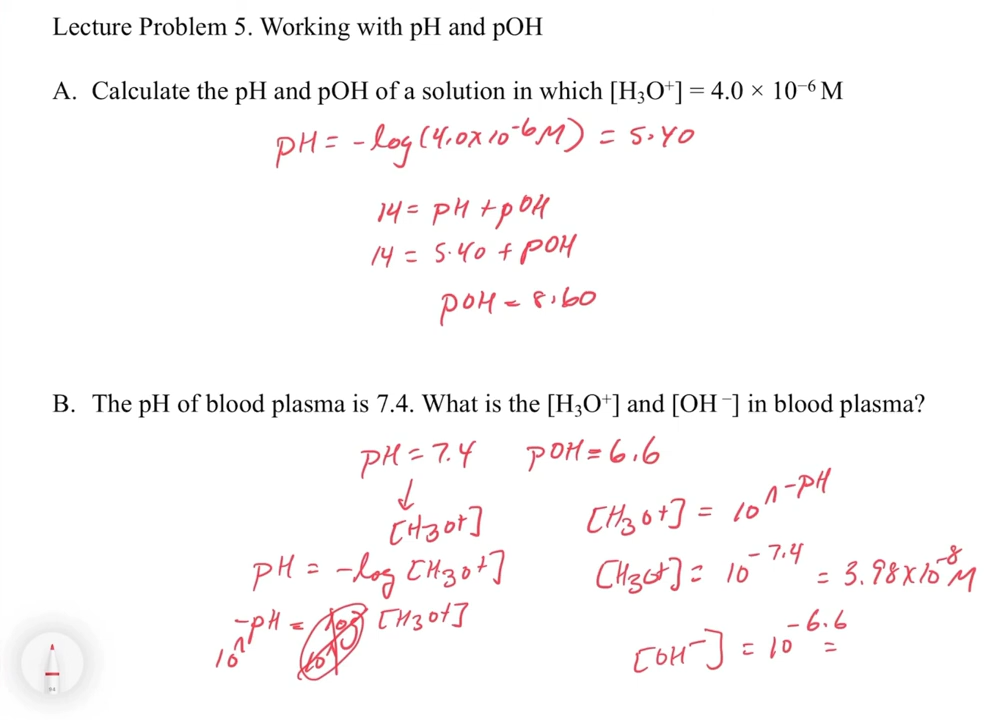 Lecture Problem 5. Working with pH and pOH
A. Calculate the pH and pOH of a solution in which [H₃O⁺] = 4.0 × 10⁻⁶ M
pH = -log(4.0x10⁻⁶M) = 5.40
14 = pH + pOH
14 = 5.40 + pOH
pOH = 8.60
B. The pH of blood plasma is 7.4. What is the [H₃O⁺] and [OH⁻] in blood plasma?
pH = 7.4 pOH = 6.6
↓
[H3O+]
pH = -log [H3O+]
10^-pH = [H3O+]
[H3O+] = 10^-pH
[H3O+] = 10^-7.4 = 3.98x10⁻⁸M
[OH⁻] = 10^-6.6 =